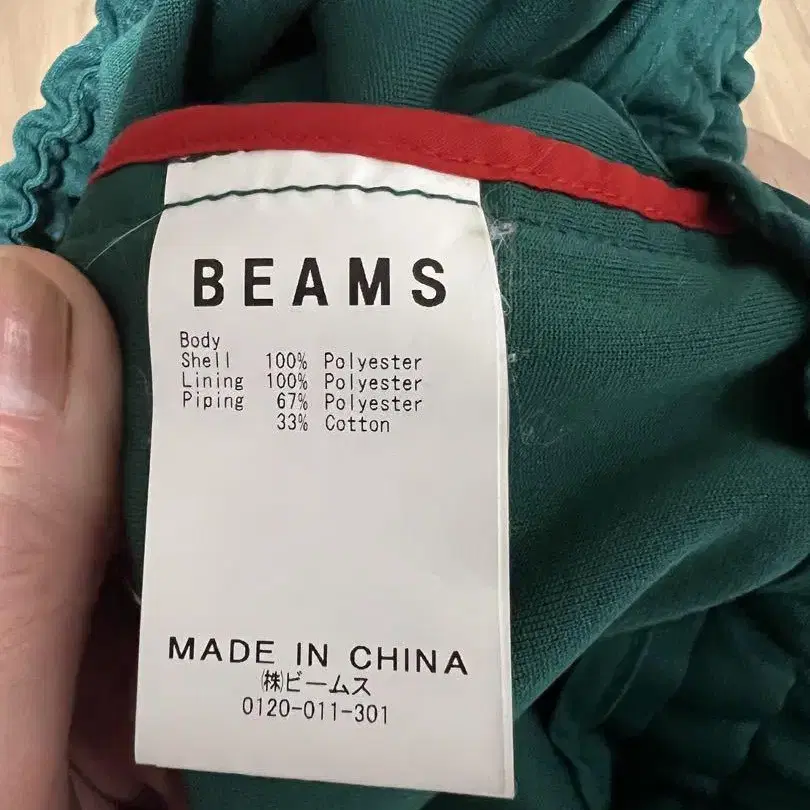 BEAMS
Body
Shell 100% Polyester
Lining 100% Polyester
Piping 67% Polyester
33% Cotton
MADE IN CHINA
㈱ビームス
0120-011-301